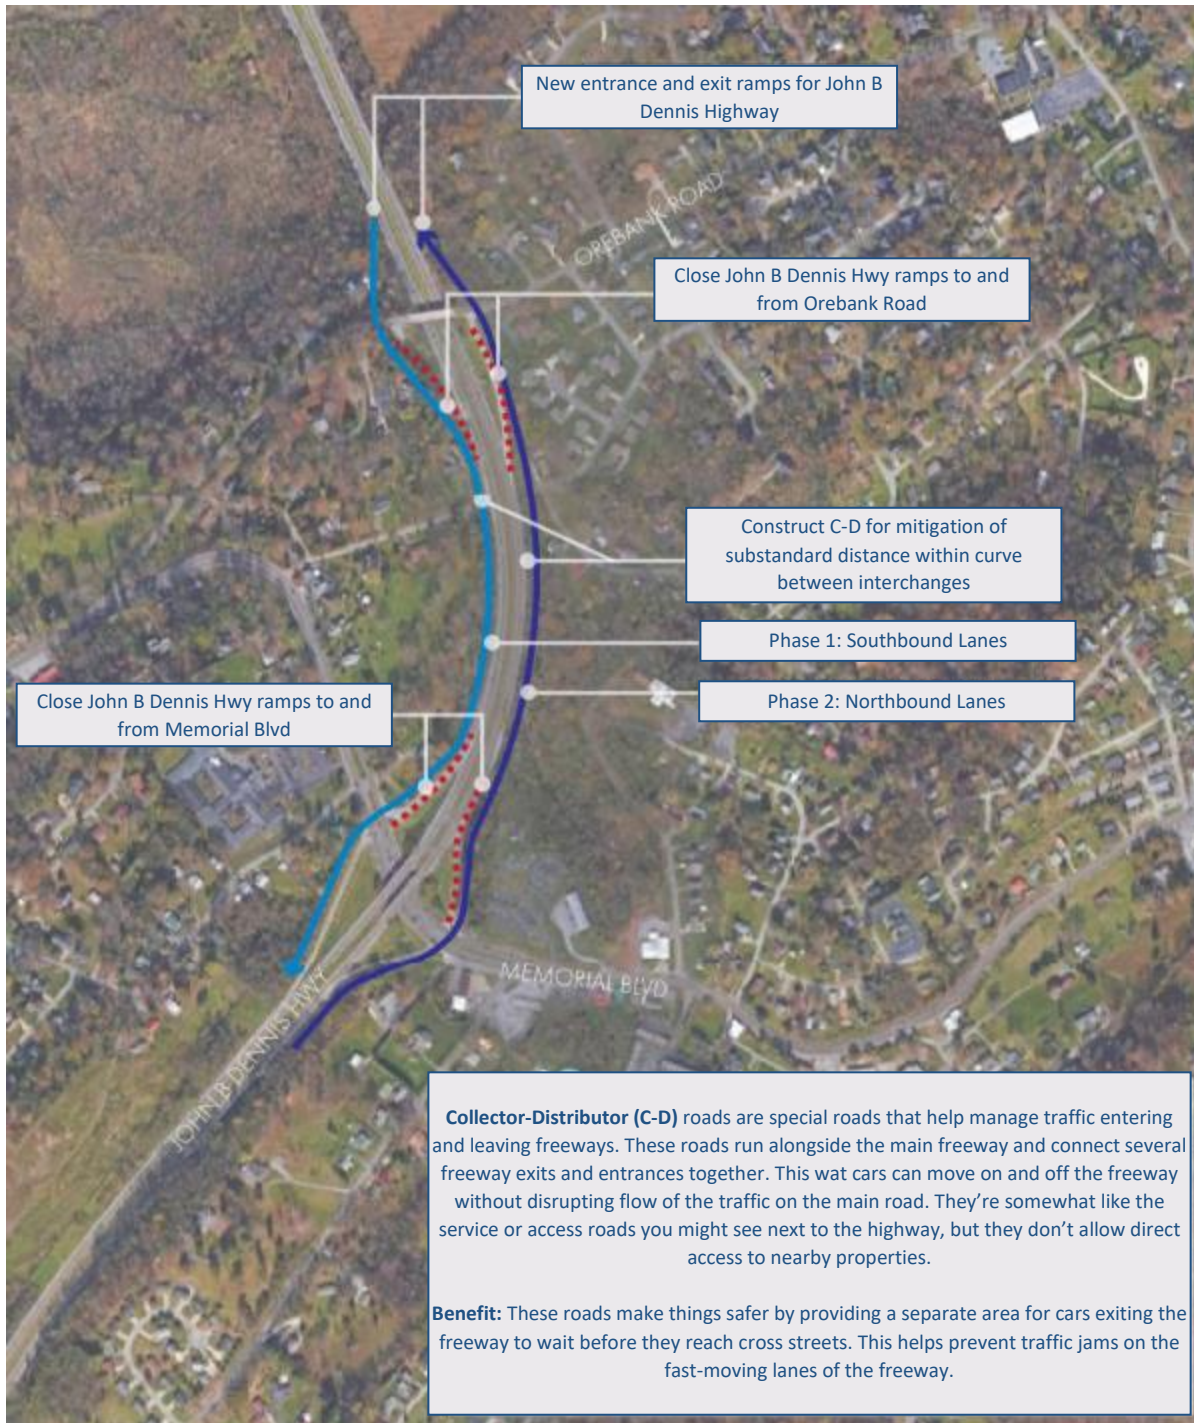 New entrance and exit ramps for John B
Dennis Highway
OREBANK ROAD
Close John B Dennis Hwy ramps to and
from Orebank Road
Construct C-D for mitigation of
substandard distance within curve
between interchanges
Phase 1: Southbound Lanes
Phase 2: Northbound Lanes
Close John B Dennis Hwy ramps to and
from Memorial Blvd
MEMORIAL BLVD
JOHN B DENNIS HWY
Collector-Distributor (C-D) roads are special roads that help manage traffic entering
and leaving freeways. These roads run alongside the main freeway and connect several
freeway exits and entrances together. This wat cars can move on and off the freeway
without disrupting flow of the traffic on the main road. They’re somewhat like the
service or access roads you might see next to the highway, but they don’t allow direct
access to nearby properties.
Benefit: These roads make things safer by providing a separate area for cars exiting the
freeway to wait before they reach cross streets. This helps prevent traffic jams on the
fast-moving lanes of the freeway.